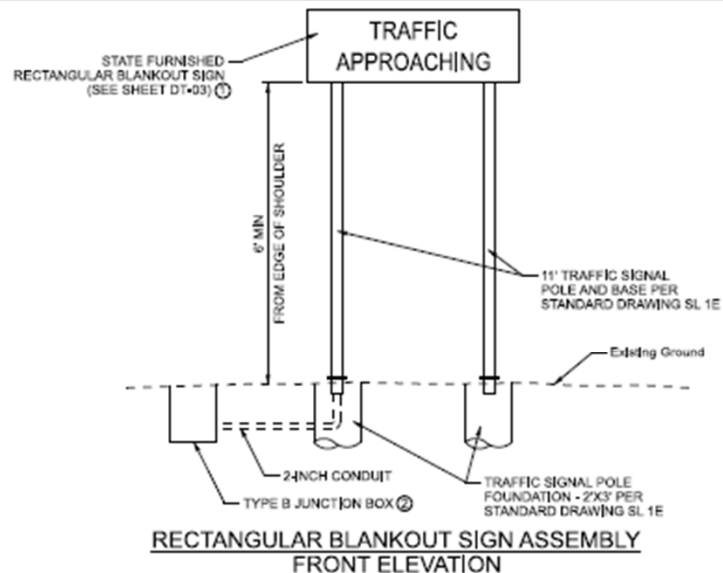 TRAFFIC
APPROACHING
STATE FURNISHED
RECTANGULAR BLANKOUT SIGN
(SEE SHEET DT-03) ①
6' MIN
FROM EDGE OF SHOULDER
11' TRAFFIC SIGNAL
POLE AND BASE PER
STANDARD DRAWING SL 1E
Existing Ground
2-INCH CONDUIT
TYPE B JUNCTION BOX ②
TRAFFIC SIGNAL POLE
FOUNDATION - 2'X3' PER
STANDARD DRAWING SL 1E
RECTANGULAR BLANKOUT SIGN ASSEMBLY
FRONT ELEVATION